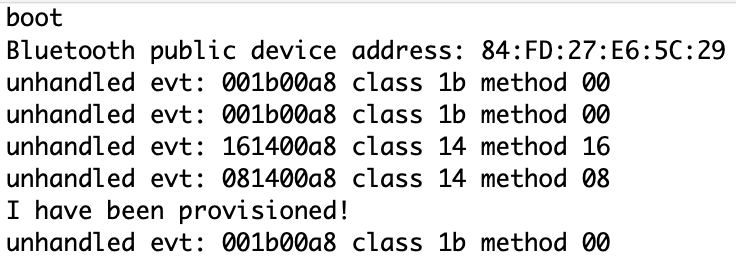 boot
Bluetooth public device address: 84:FD:27:E6:5C:29
unhandled evt: 001b00a8 class 1b method 00
unhandled evt: 001b00a8 class 1b method 00
unhandled evt: 161400a8 class 14 method 16
unhandled evt: 081400a8 class 14 method 08
I have been provisioned!
unhandled evt: 001b00a8 class 1b method 00